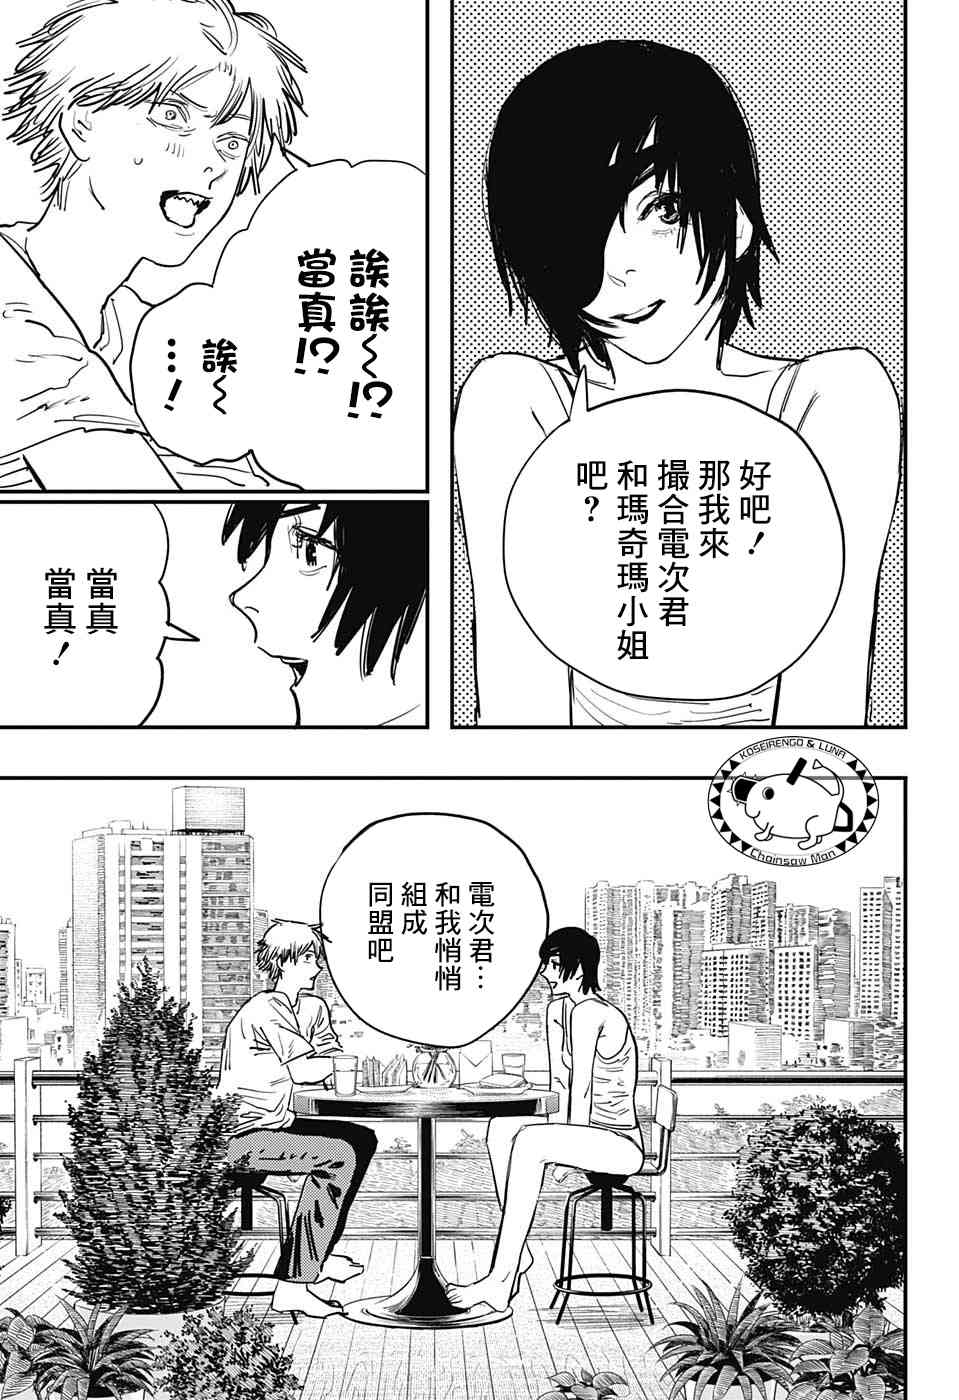 好吧！
那我來
撮合電次君
和瑪奇瑪小姐
吧？
誒誒～!?
當真!?
誒～
…！
當真
當真！
KOSEIRENGO & LUNA
Chainsaw Man
電次君…
和我悄悄
組成
同盟吧